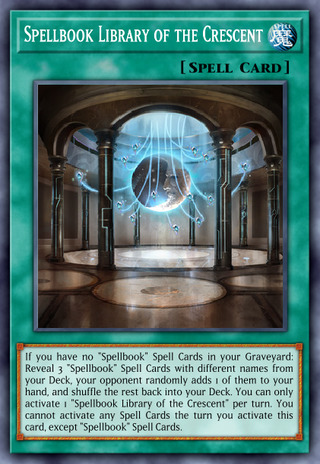 Spellbook Library of the Crescent
[Spell Card]
If you have no "Spellbook" Spell Cards in your Graveyard:
Reveal 3 "Spellbook" Spell Cards with different names from
your Deck, your opponent randomly adds 1 of them to your
hand, and shuffle the rest back into your Deck. You can only
activate 1 "Spellbook Library of the Crescent" per turn. You
cannot activate any Spell Cards the turn you activate this
card, except "Spellbook" Spell Cards.